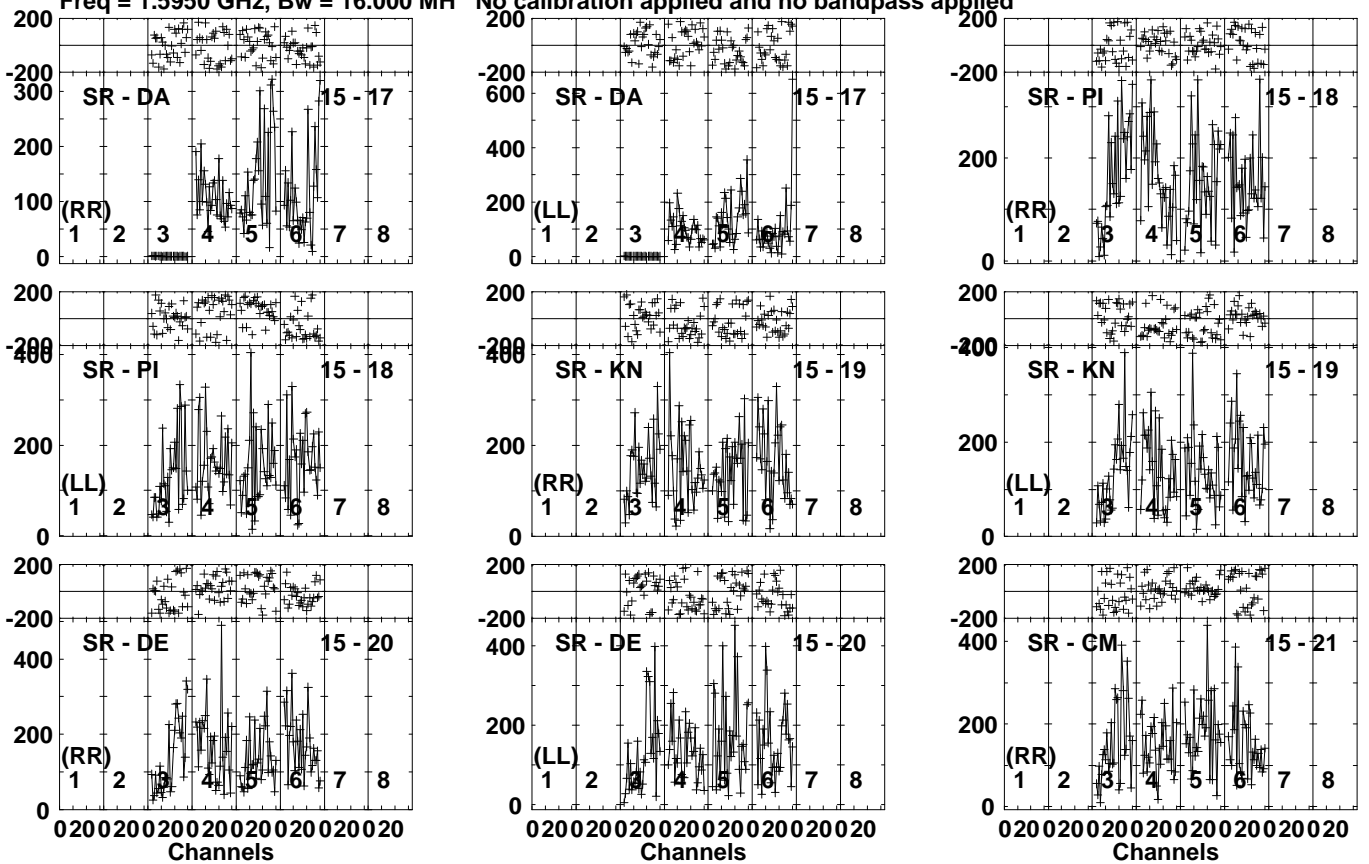 Freq = 1.5950 GHz, Bw = 16.000 MH No calibration applied and no bandpass applied
200 200 200
-200 -200 -200
300 SR - DA 15 - 17 600 SR - DA 15 - 17 SR - PI 15 - 18
200 400 200
100 200
(RR) (LL) (RR)
1 2 3 4 5 6 7 8 1 2 3 4 5 6 7 8 1 2 3 4 5 6 7 8
0 0 0
200 200 200
-200 -200 -200
400 400 400
SR - PI 15 - 18 SR - KN 15 - 19 SR - KN 15 - 19
200 200 200
(LL) (RR) (LL)
1 2 3 4 5 6 7 8 1 2 3 4 5 6 7 8 1 2 3 4 5 6 7 8
0 0 0
200 200 200
-200 -200 -200
SR - DE 15 - 20 SR - DE 15 - 20 SR - CM 15 - 21
400 400 400
200 200 200
(RR) (LL) (RR)
1 2 3 4 5 6 7 8 1 2 3 4 5 6 7 8 1 2 3 4 5 6 7 8
0 0 0
0 20 0 20 0 20 0 20 0 20 0 20 0 20 0 20 0 20 0 20 0 20 0 20 0 20 0 20 0 20 0 20 0 20 0 20 0 20 0 20 0 20 0 20 0 20 0 20
Channels Channels Channels